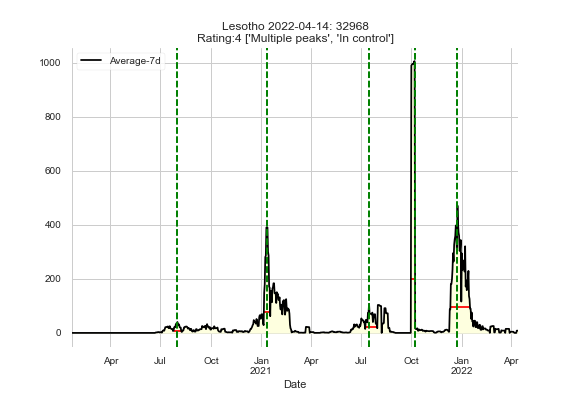 Lesotho 2022-04-14: 32968
Rating:4 ['Multiple peaks', 'In control']
Average-7d
1000
800
600
400
200
0
Apr Jul Oct Jan Apr Jul Oct Jan Apr
2021 2022
Date